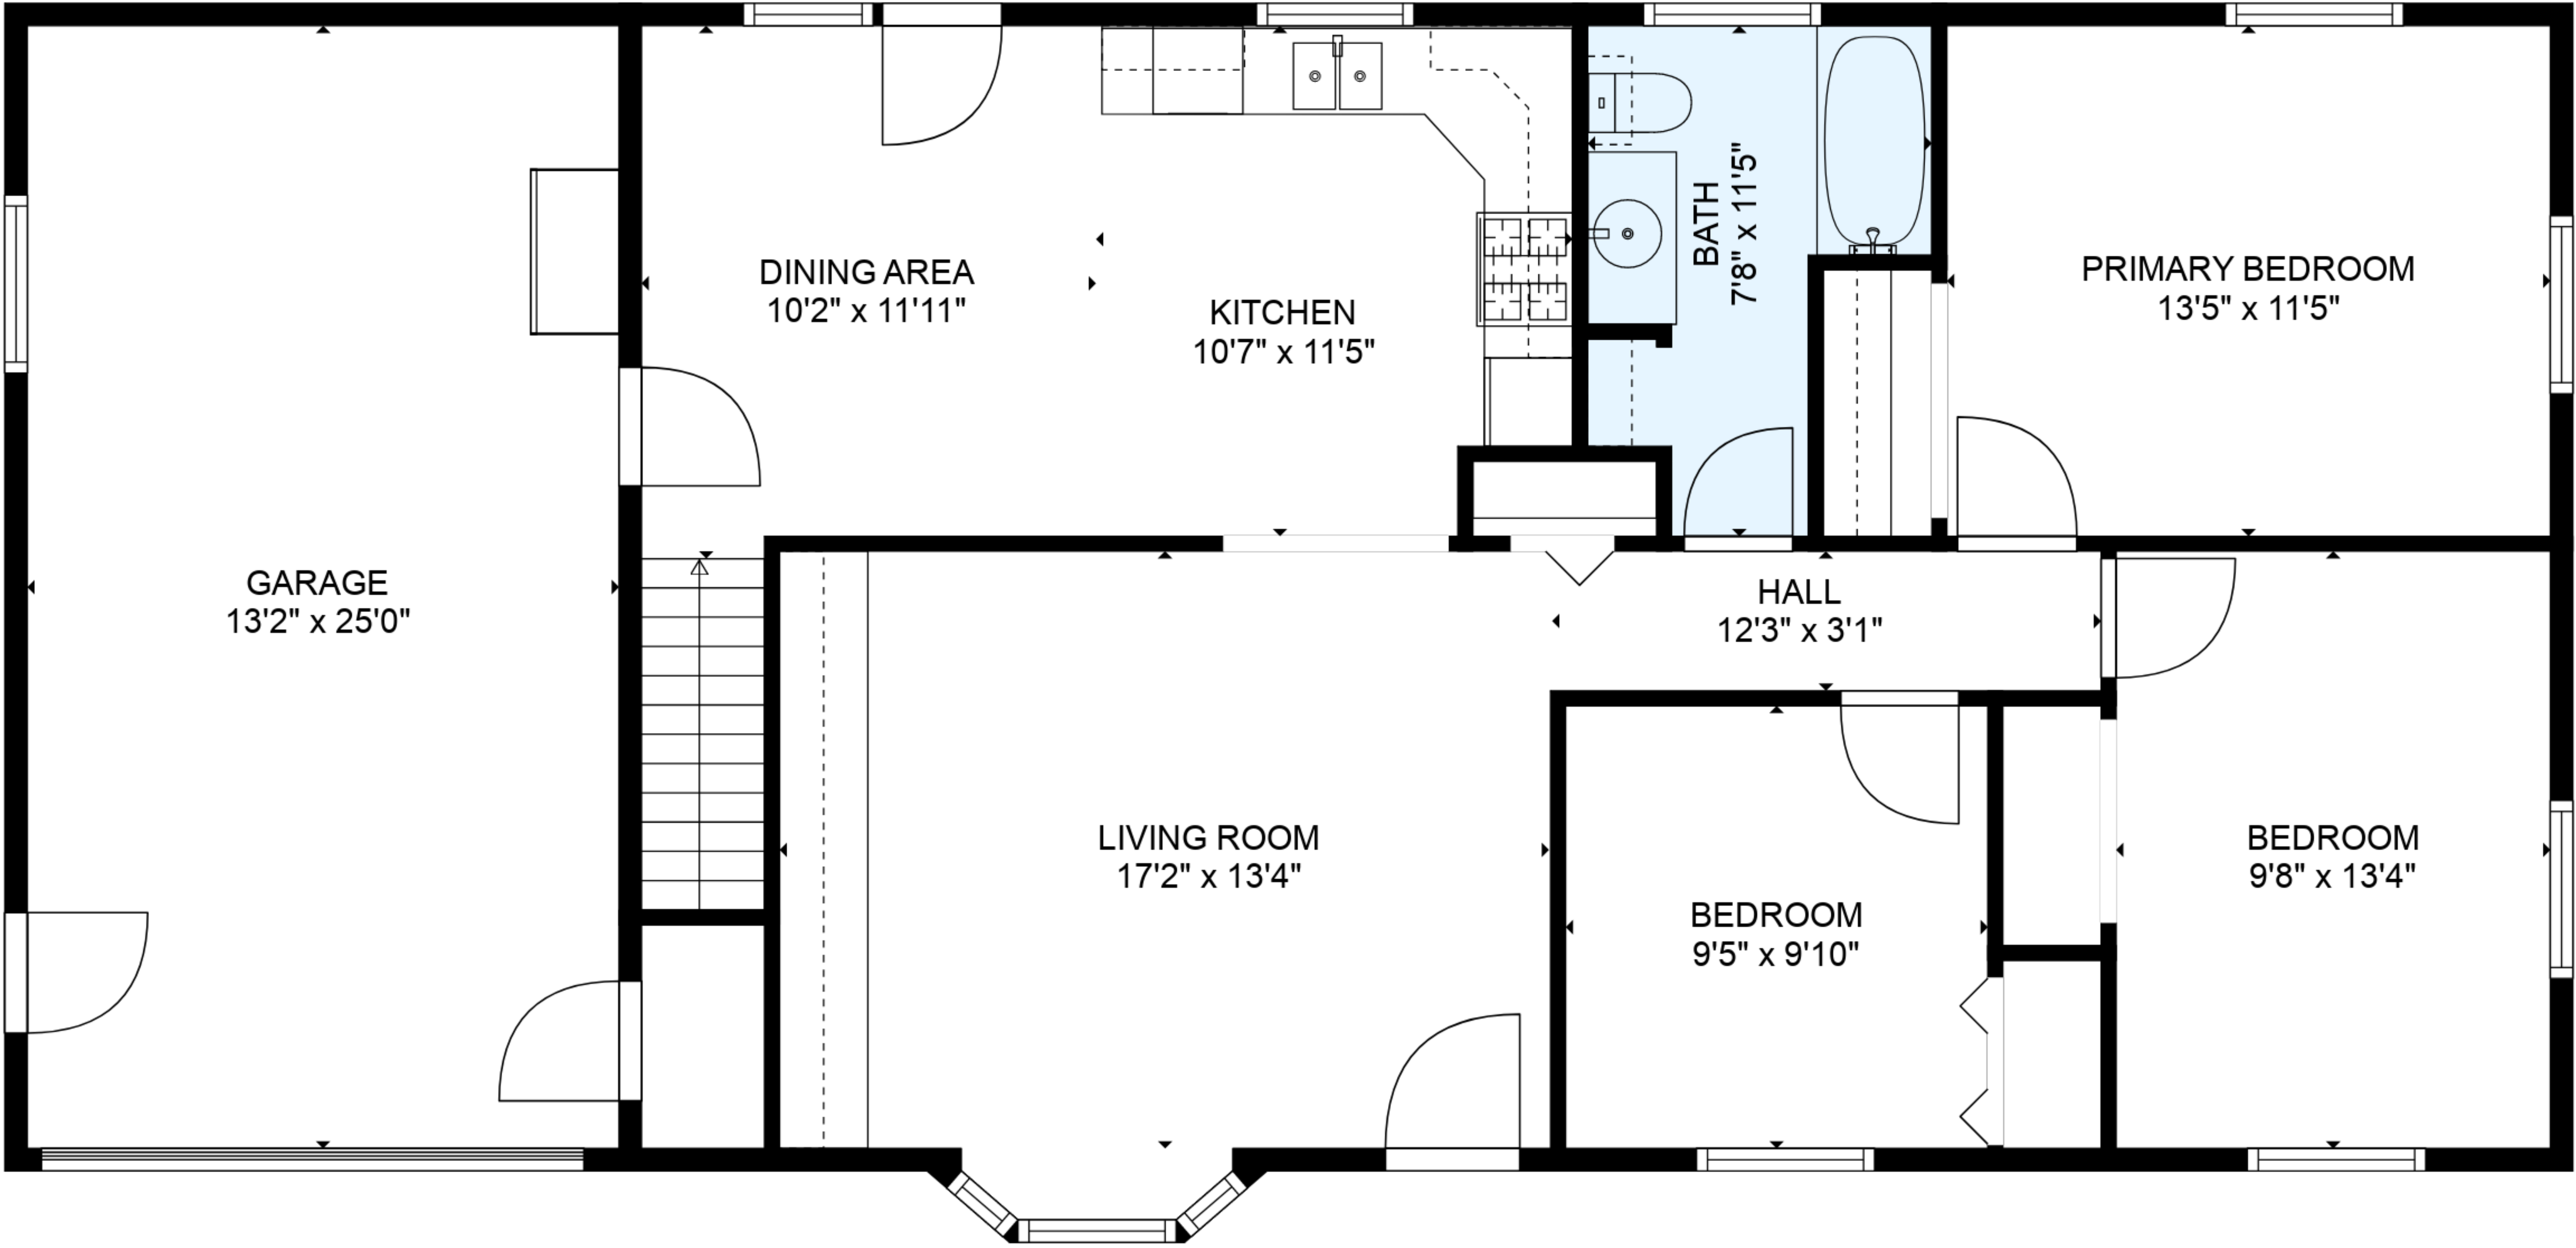 DINING AREA
10'2" x 11'11"
KITCHEN
10'7" x 11'5"
BATH
7'8" x 11'5"
PRIMARY BEDROOM
13'5" x 11'5"
GARAGE
13'2" x 25'0"
HALL
12'3" x 3'1"
LIVING ROOM
17'2" x 13'4"
BEDROOM
9'5" x 9'10"
BEDROOM
9'8" x 13'4"